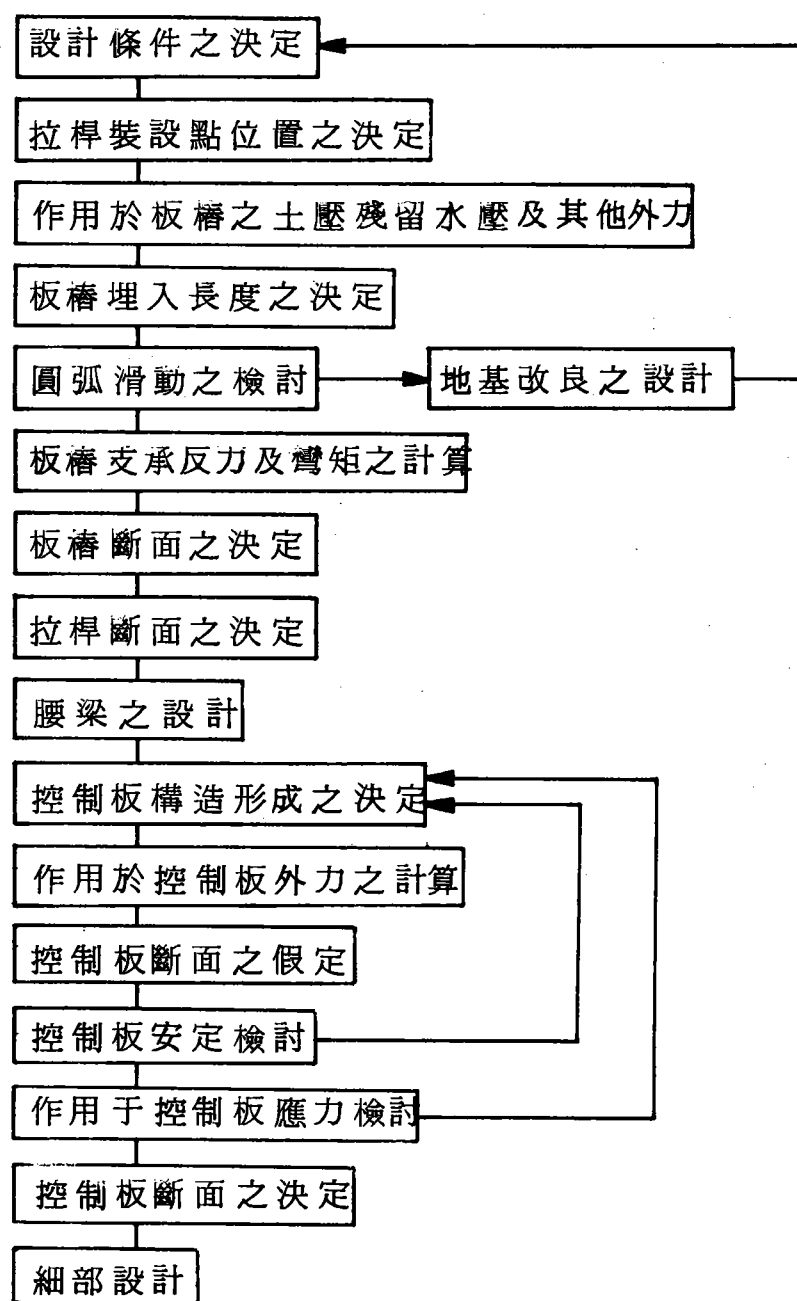 設計條件之決定
拉桿裝設點位置之決定
作用於板樁之土壓殘留水壓及其他外力
板樁埋入長度之決定
圓弧滑動之檢討
地基改良之設計
板樁支承反力及彎矩之計算
板樁斷面之決定
拉桿斷面之決定
腰梁之設計
控制板構造形成之決定
作用於控制板外力之計算
控制板斷面之假定
控制板安定檢討
作用于控制板應力檢討
控制板斷面之決定
細部設計